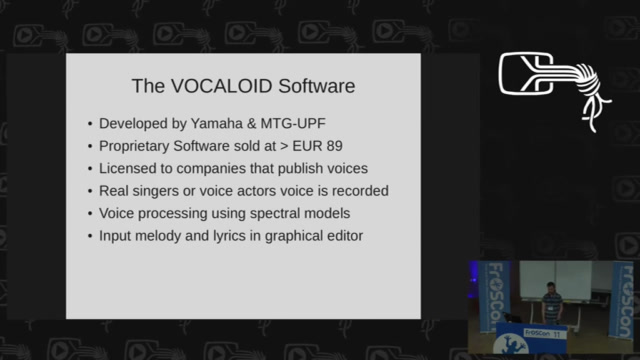 The VOCALOID Software
• Developed by Yamaha & MTG-UPF
• Proprietary Software sold at > EUR 89
• Licensed to companies that publish voices
• Real singers or voice actors voice is recorded
• Voice processing using spectral models
• Input melody and lyrics in graphical editor
FrOSCon
FrOSCon
FrOSCon 11